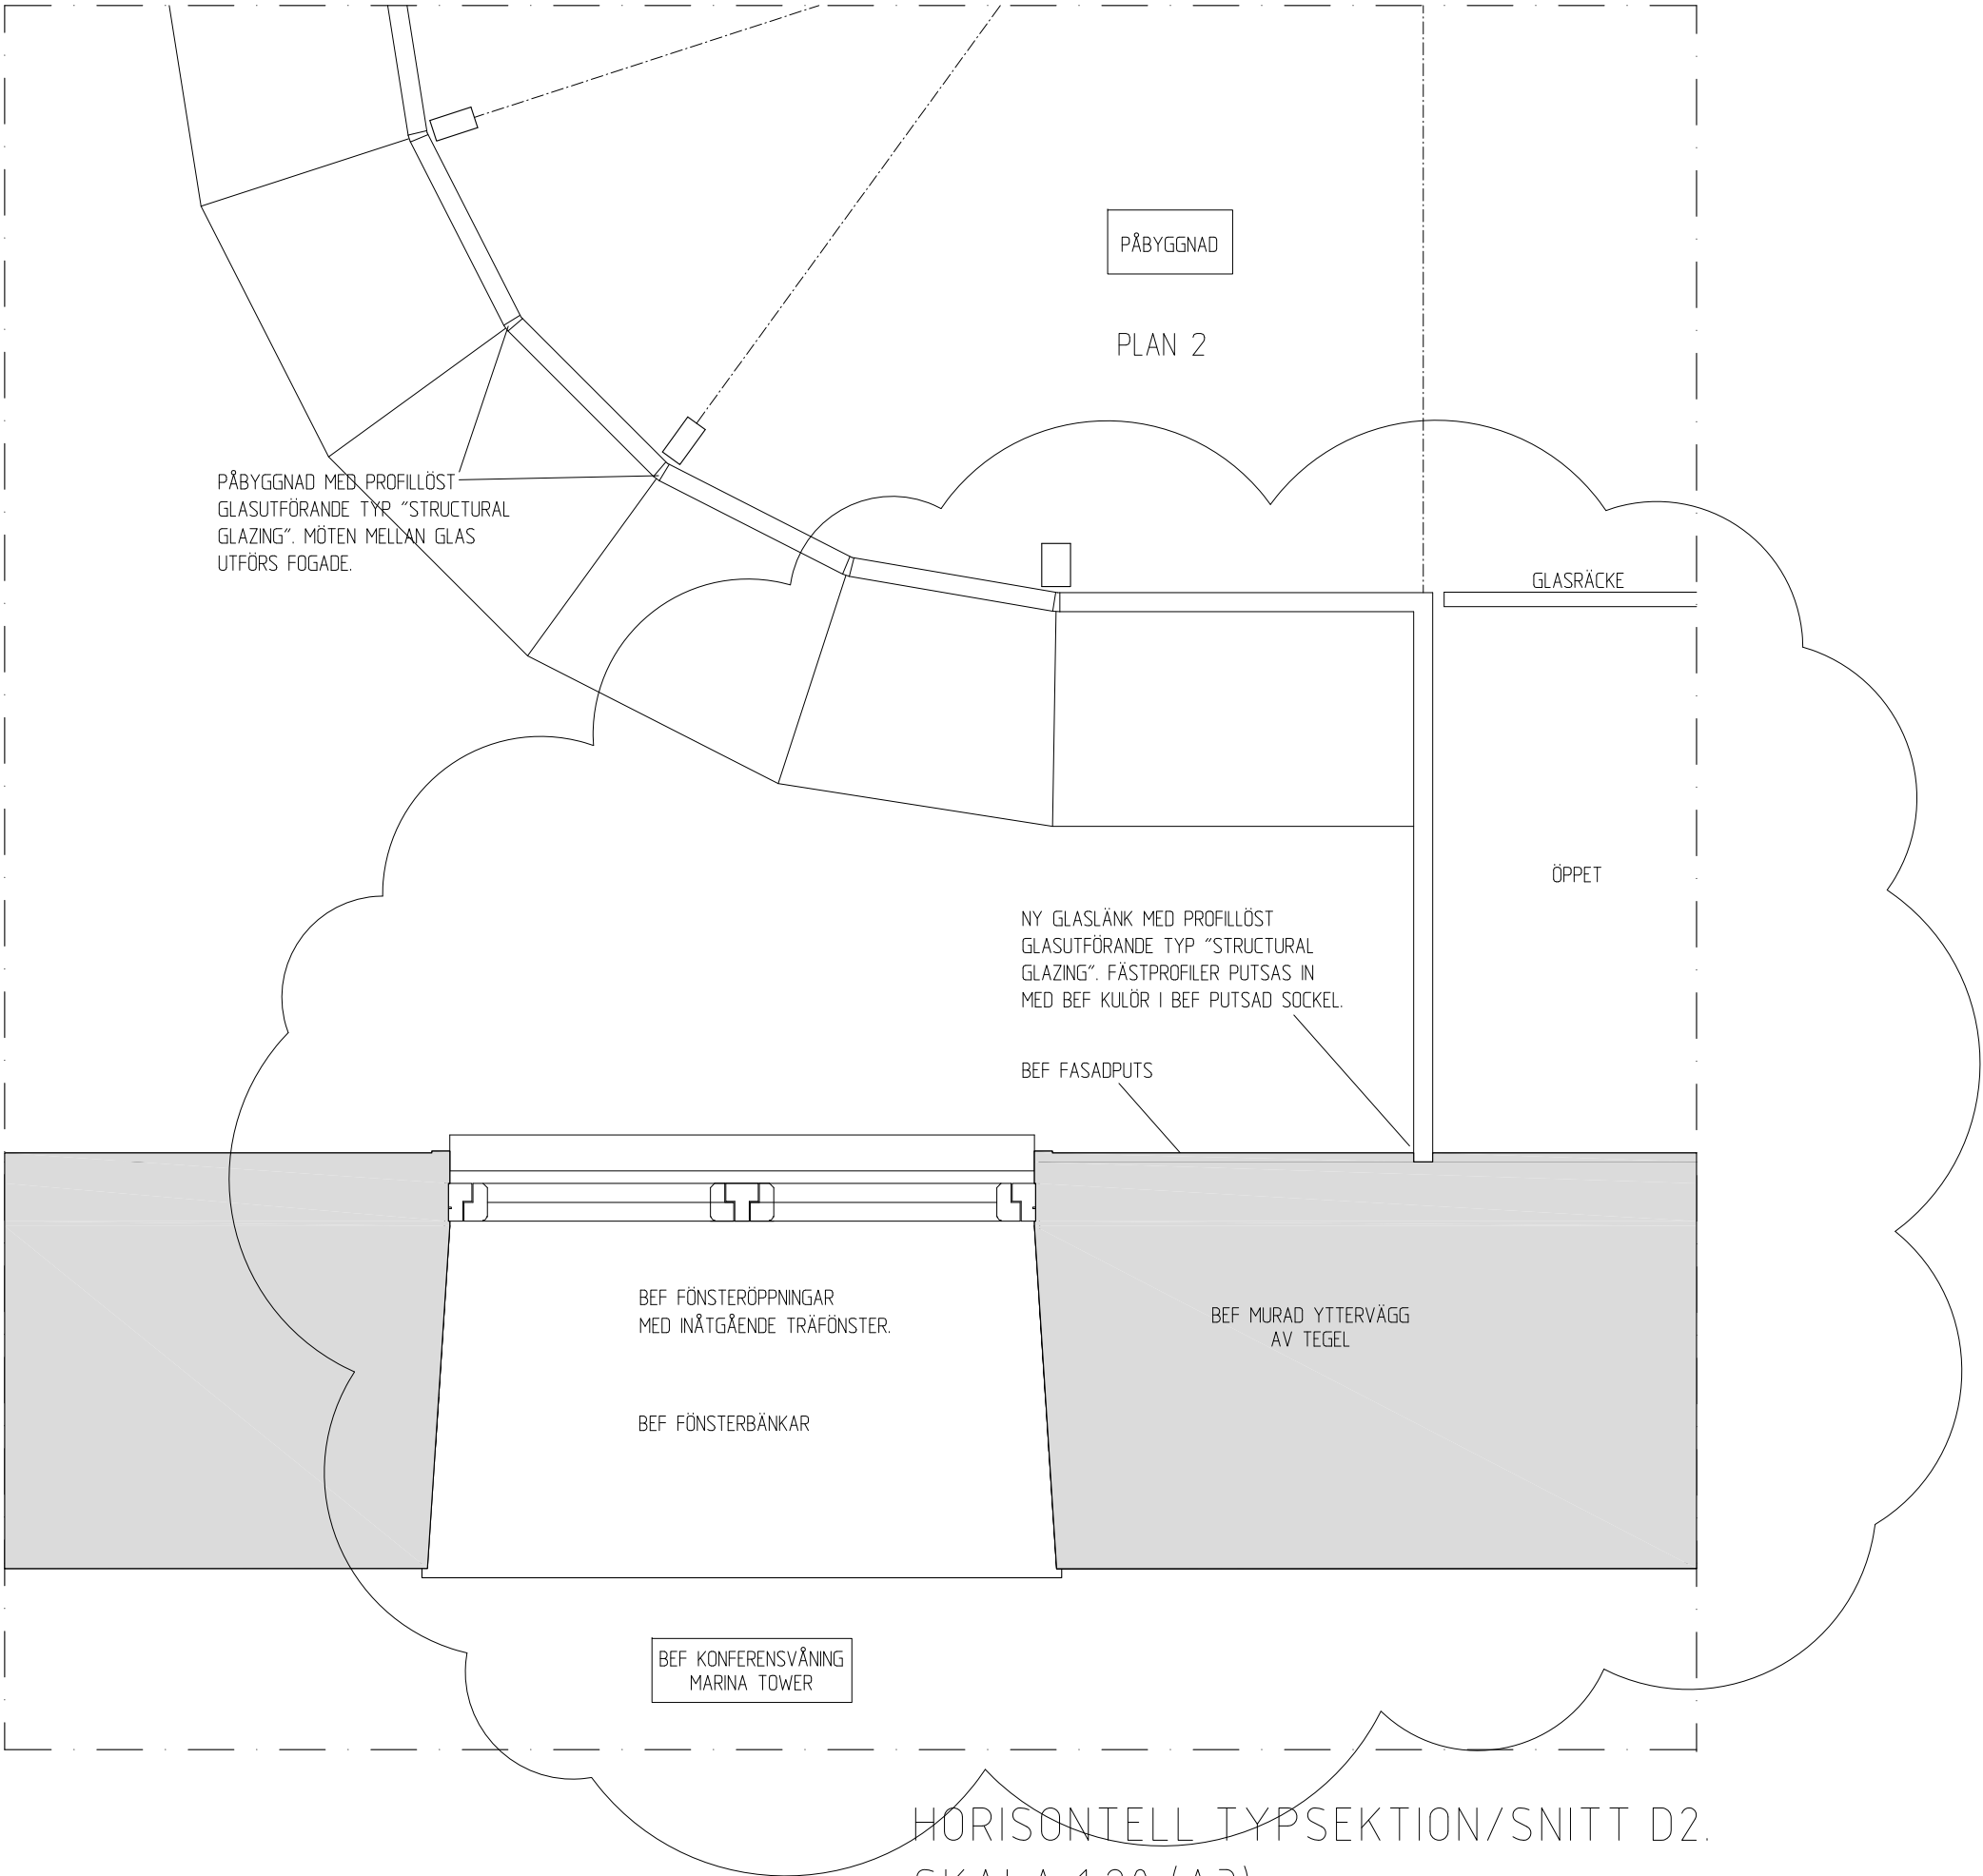 PÅBYGGNAD
PLAN 2
PÅBYGGNAD MED PROFILLÖST
GLASUTFÖRANDE TYP "STRUCTURAL
GLAZING". MÖTEN MELLAN GLAS
UTFÖRS FOGADE.
GLASRÄCKE
ÖPPET
NY GLASLÄNK MED PROFILLÖST
GLASUTFÖRANDE TYP "STRUCTURAL
GLAZING". FÄSTPROFILER PUTSAS IN
MED BEF KULÖR I BEF PUTSAD SOCKEL.
BEF FASADPUTS
BEF FÖNSTERÖPPNINGAR
MED INÅTGÅENDE TRÄFÖNSTER.
BEF MURAD YTTERVÄGG
AV TEGEL
BEF FÖNSTERBÄNKAR
BEF KONFERENSVÅNING
MARINA TOWER
HORISONTELL TYPSEKTION/SNITT D2.
SKALA